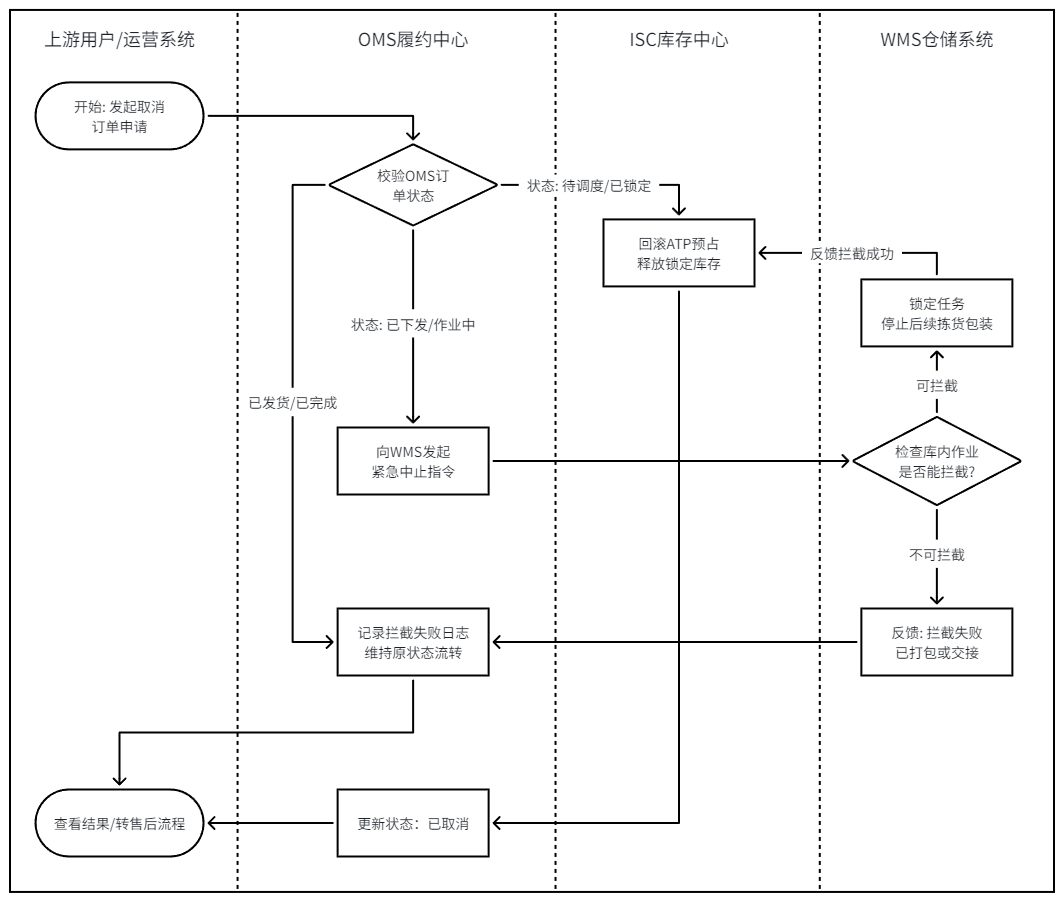 上游用户/运营系统
OMS履约中心
ISC库存中心
WMS仓储系统
开始: 发起取消
订单申请
校验OMS订
单状态
状态: 待调度/已锁定
回滚ATP预占
释放锁定库存
反馈拦截成功
锁定任务
停止后续拣货包装
状态: 已下发/作业中
可拦截
已发货/已完成
向WMS发起
紧急中止指令
检查库内作业
是否能拦截?
不可拦截
记录拦截失败日志
维持原状态流转
反馈: 拦截失败
已打包或交接
查看结果/转售后流程
更新状态：已取消